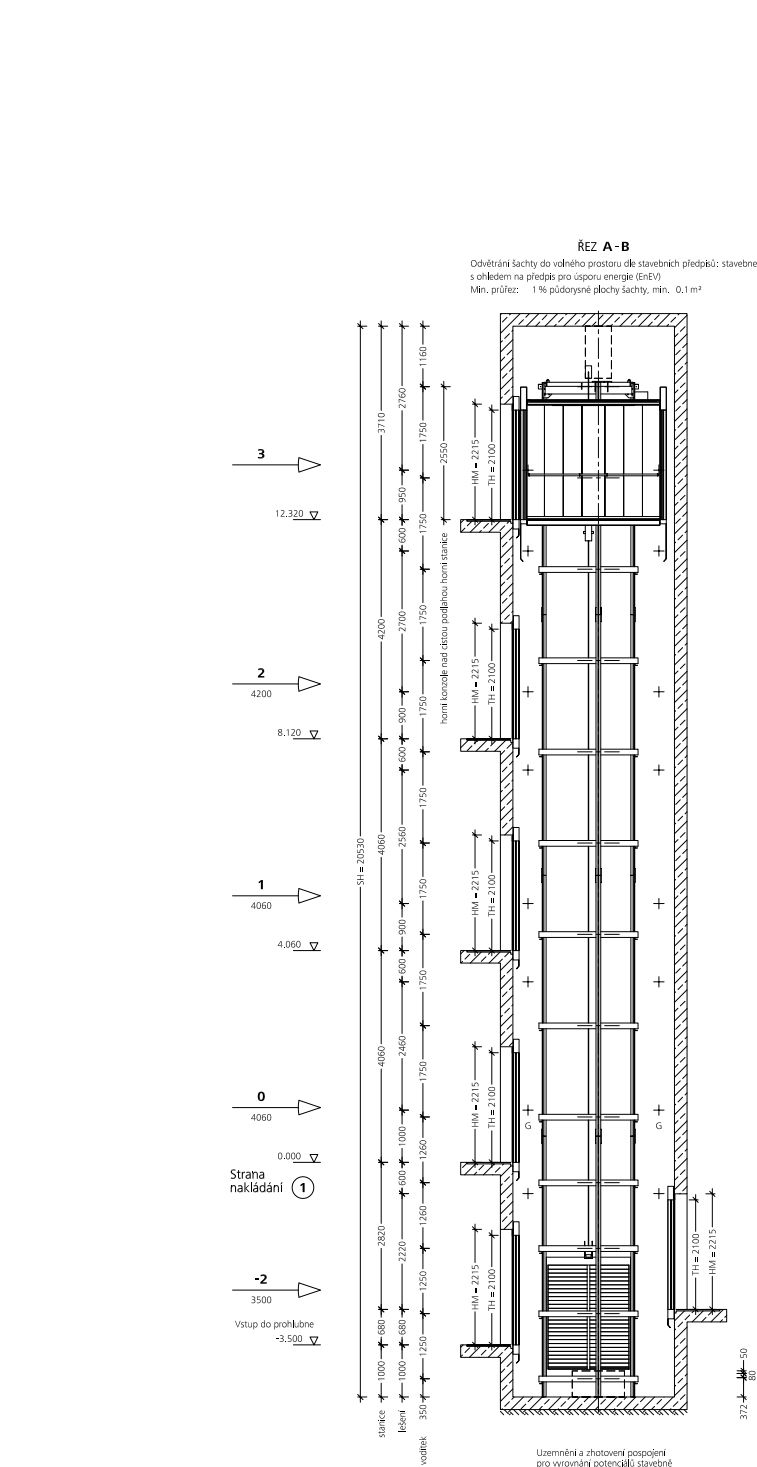 ŘEZ A-B
Odvětrání šachty do volného prostoru dle stavebních předpisů: stavebne
s ohledem na předpis pro úsporu energie (EnEV)
Min. průřez: 1 % půdorysné plochy šachty, min. 0.1 m²
3
12.320
2
4200
8.120
1
4060
4.060
0
4060
0.000
Strana
nakládání 1
-2
3500
Vstup do prohlubne
-3.500
SH = 20530
3710
4200
4060
4060
2820
680
1000
stanice
2760
950
600
2700
900
600
2560
900
600
2460
1000
600
2220
680
1000
lešení
1160
1750
1750
1750
1750
1750
1750
1750
1750
1260
1260
1250
1250
350
voditek
2550
horní konzole nad cistou podlahou horní stanice
HM = 2215
TH = 2100
HM = 2215
TH = 2100
HM = 2215
TH = 2100
HM = 2215
TH = 2100
HM = 2215
TH = 2100
G
G
TH = 2100
HM = 2215
50
80
372
Uzemnění a zhotovení pospojení
pro vyrovnání potenciálů stavebně